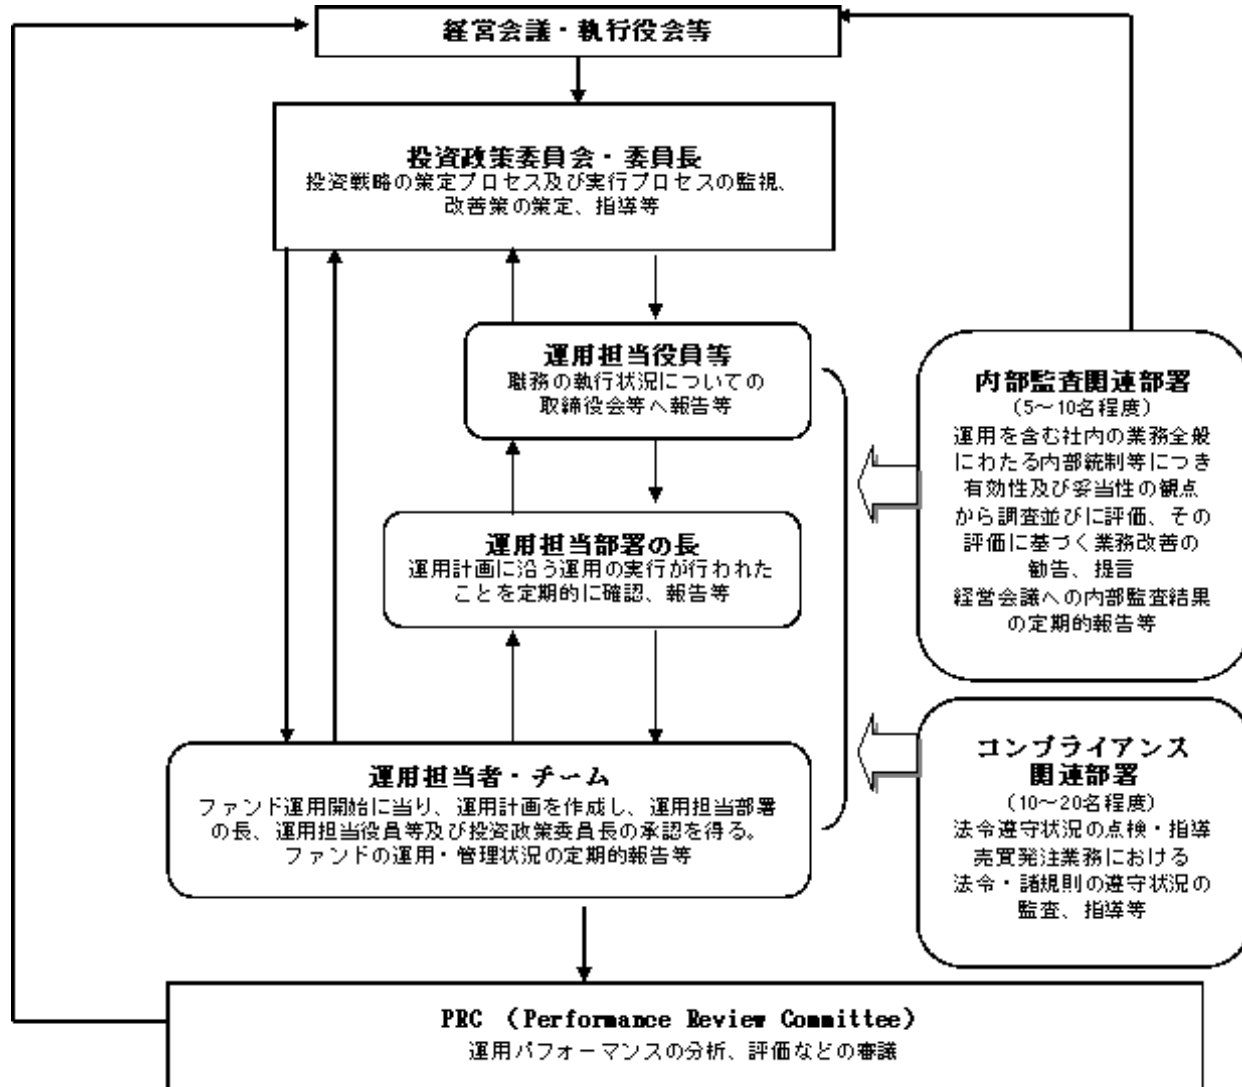 経営会議・執行役会等
投資政策委員会・委員長
投資戦略の策定プロセス及び実行プロセスの監視、
改善策の策定、指導等
運用担当役員等
職務の執行状況についての
取締役会等へ報告等
運用担当部署の長
運用計画に沿う運用の実行が行われた
ことを定期的に確認、報告等
運用担当者・チーム
ファンド運用開始に当り、運用計画を作成し、運用担当部署
の長、運用担当役員等及び投資政策委員長の承認を得る。
ファンドの運用・管理状況の定期的報告等
内部監査関連部署
(5～10名程度)
運用を含む社内の業務全般
にわたる内部統制等につき
有効性及び妥当性の観点
から調査並びに評価、その
評価に基づく業務改善の
勧告、提言
経営会議への内部監査結果
の定期的報告等
コンプライアンス
関連部署
(10～20名程度)
法令遵守状況の点検・指導
売買発注業務における
法令・諸規則の遵守状況の
監査、指導等
PRC （Performance Review Committee）
運用パフォーマンスの分析、評価などの審議